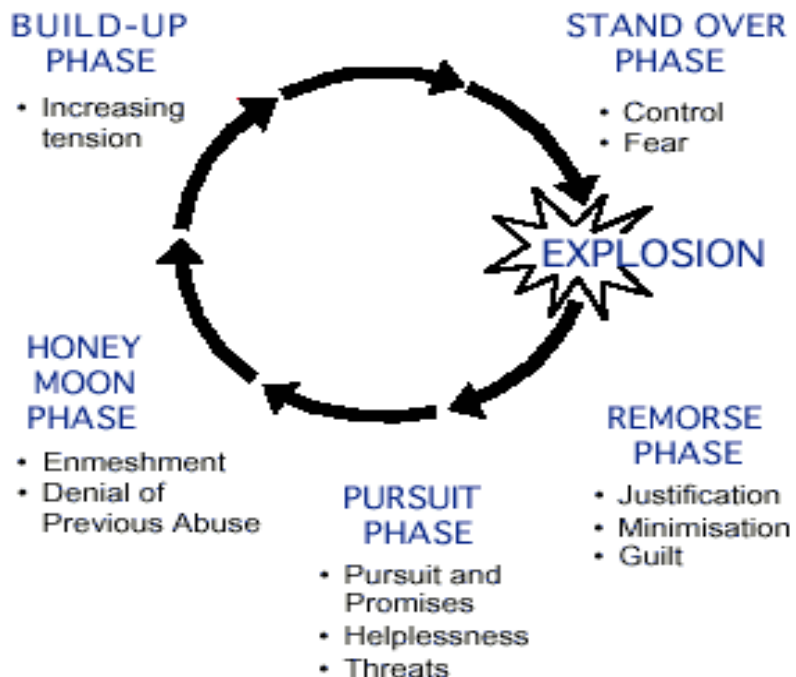 BUILD-UP
PHASE
• Increasing
tension
STAND OVER
PHASE
• Control
• Fear
EXPLOSION
REMORSE
PHASE
• Justification
• Minimisation
• Guilt
PURSUIT
PHASE
• Pursuit and
Promises
• Helplessness
• Threats
HONEY
MOON
PHASE
• Enmeshment
• Denial of
Previous Abuse